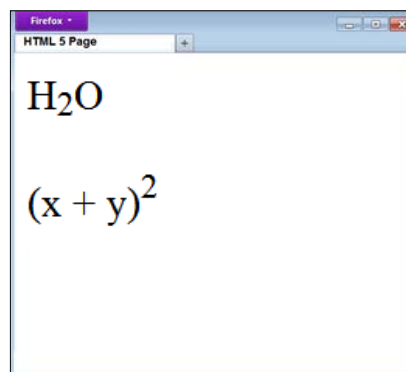 Firefox
HTML 5 Page
+
H₂O
(x + y)²